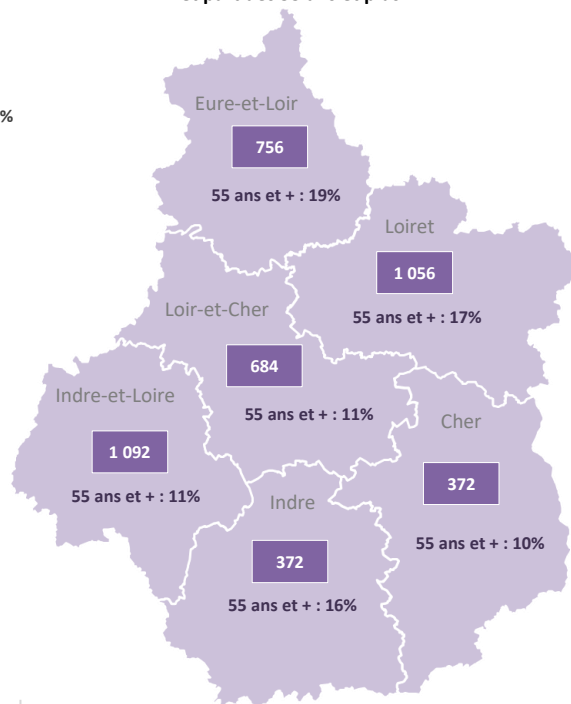 %
Eure-et-Loir
756
55 ans et + : 19%
Loiret
1 056
55 ans et + : 17%
Loir-et-Cher
684
55 ans et + : 11%
Indre-et-Loire
1 092
55 ans et + : 11%
Cher
372
55 ans et + : 10%
Indre
372
55 ans et + : 16%